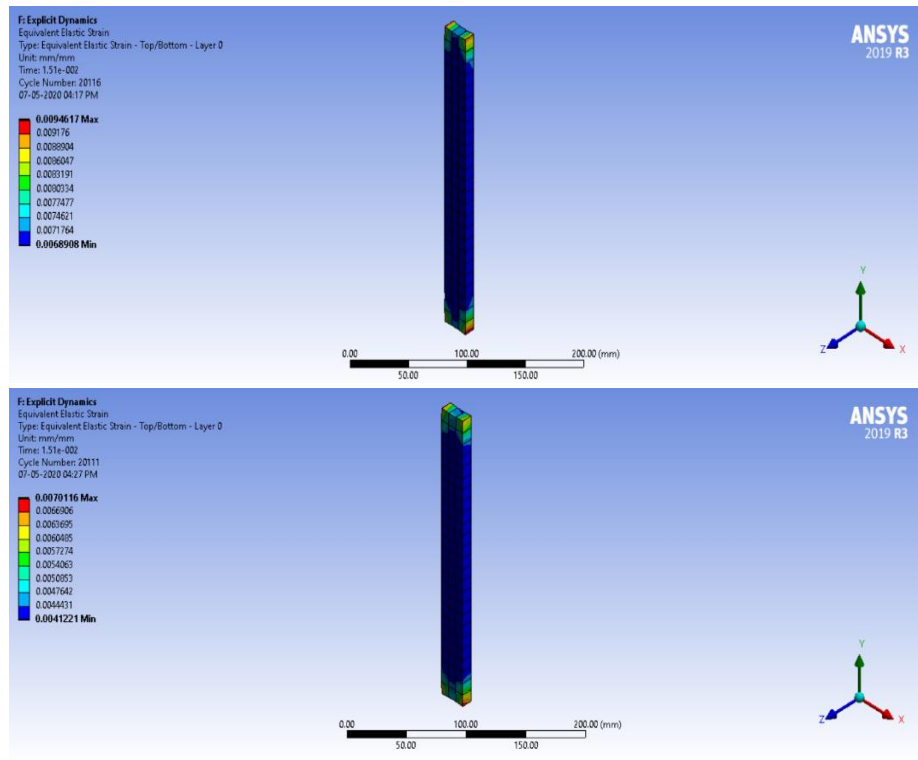 F: Explicit Dynamics
Equivalent Elastic Strain
Type: Equivalent Elastic Strain - Top/Bottom - Layer 0
Unit: mm/mm
Time: 1.51e-002
Cycle Number: 20116
07-05-2020 04:17 PM
ANSYS
2019 R3
0.0094617 Max
0.009176
0.0088904
0.0086047
0.0083191
0.0080334
0.0077477
0.0074621
0.0071764
0.0068908 Min
Y
Z X
0.00 100.00 200.00 (mm)
50.00 150.00
F: Explicit Dynamics
Equivalent Elastic Strain
Type: Equivalent Elastic Strain - Top/Bottom - Layer 0
Unit: mm/mm
Time: 1.51e-002
Cycle Number: 20111
07-05-2020 04:27 PM
ANSYS
2019 R3
0.0070116 Max
0.0066906
0.0063695
0.0060485
0.0057274
0.0054063
0.0050853
0.0047642
0.0044431
0.0041221 Min
Y
Z X
0.00 100.00 200.00 (mm)
50.00 150.00